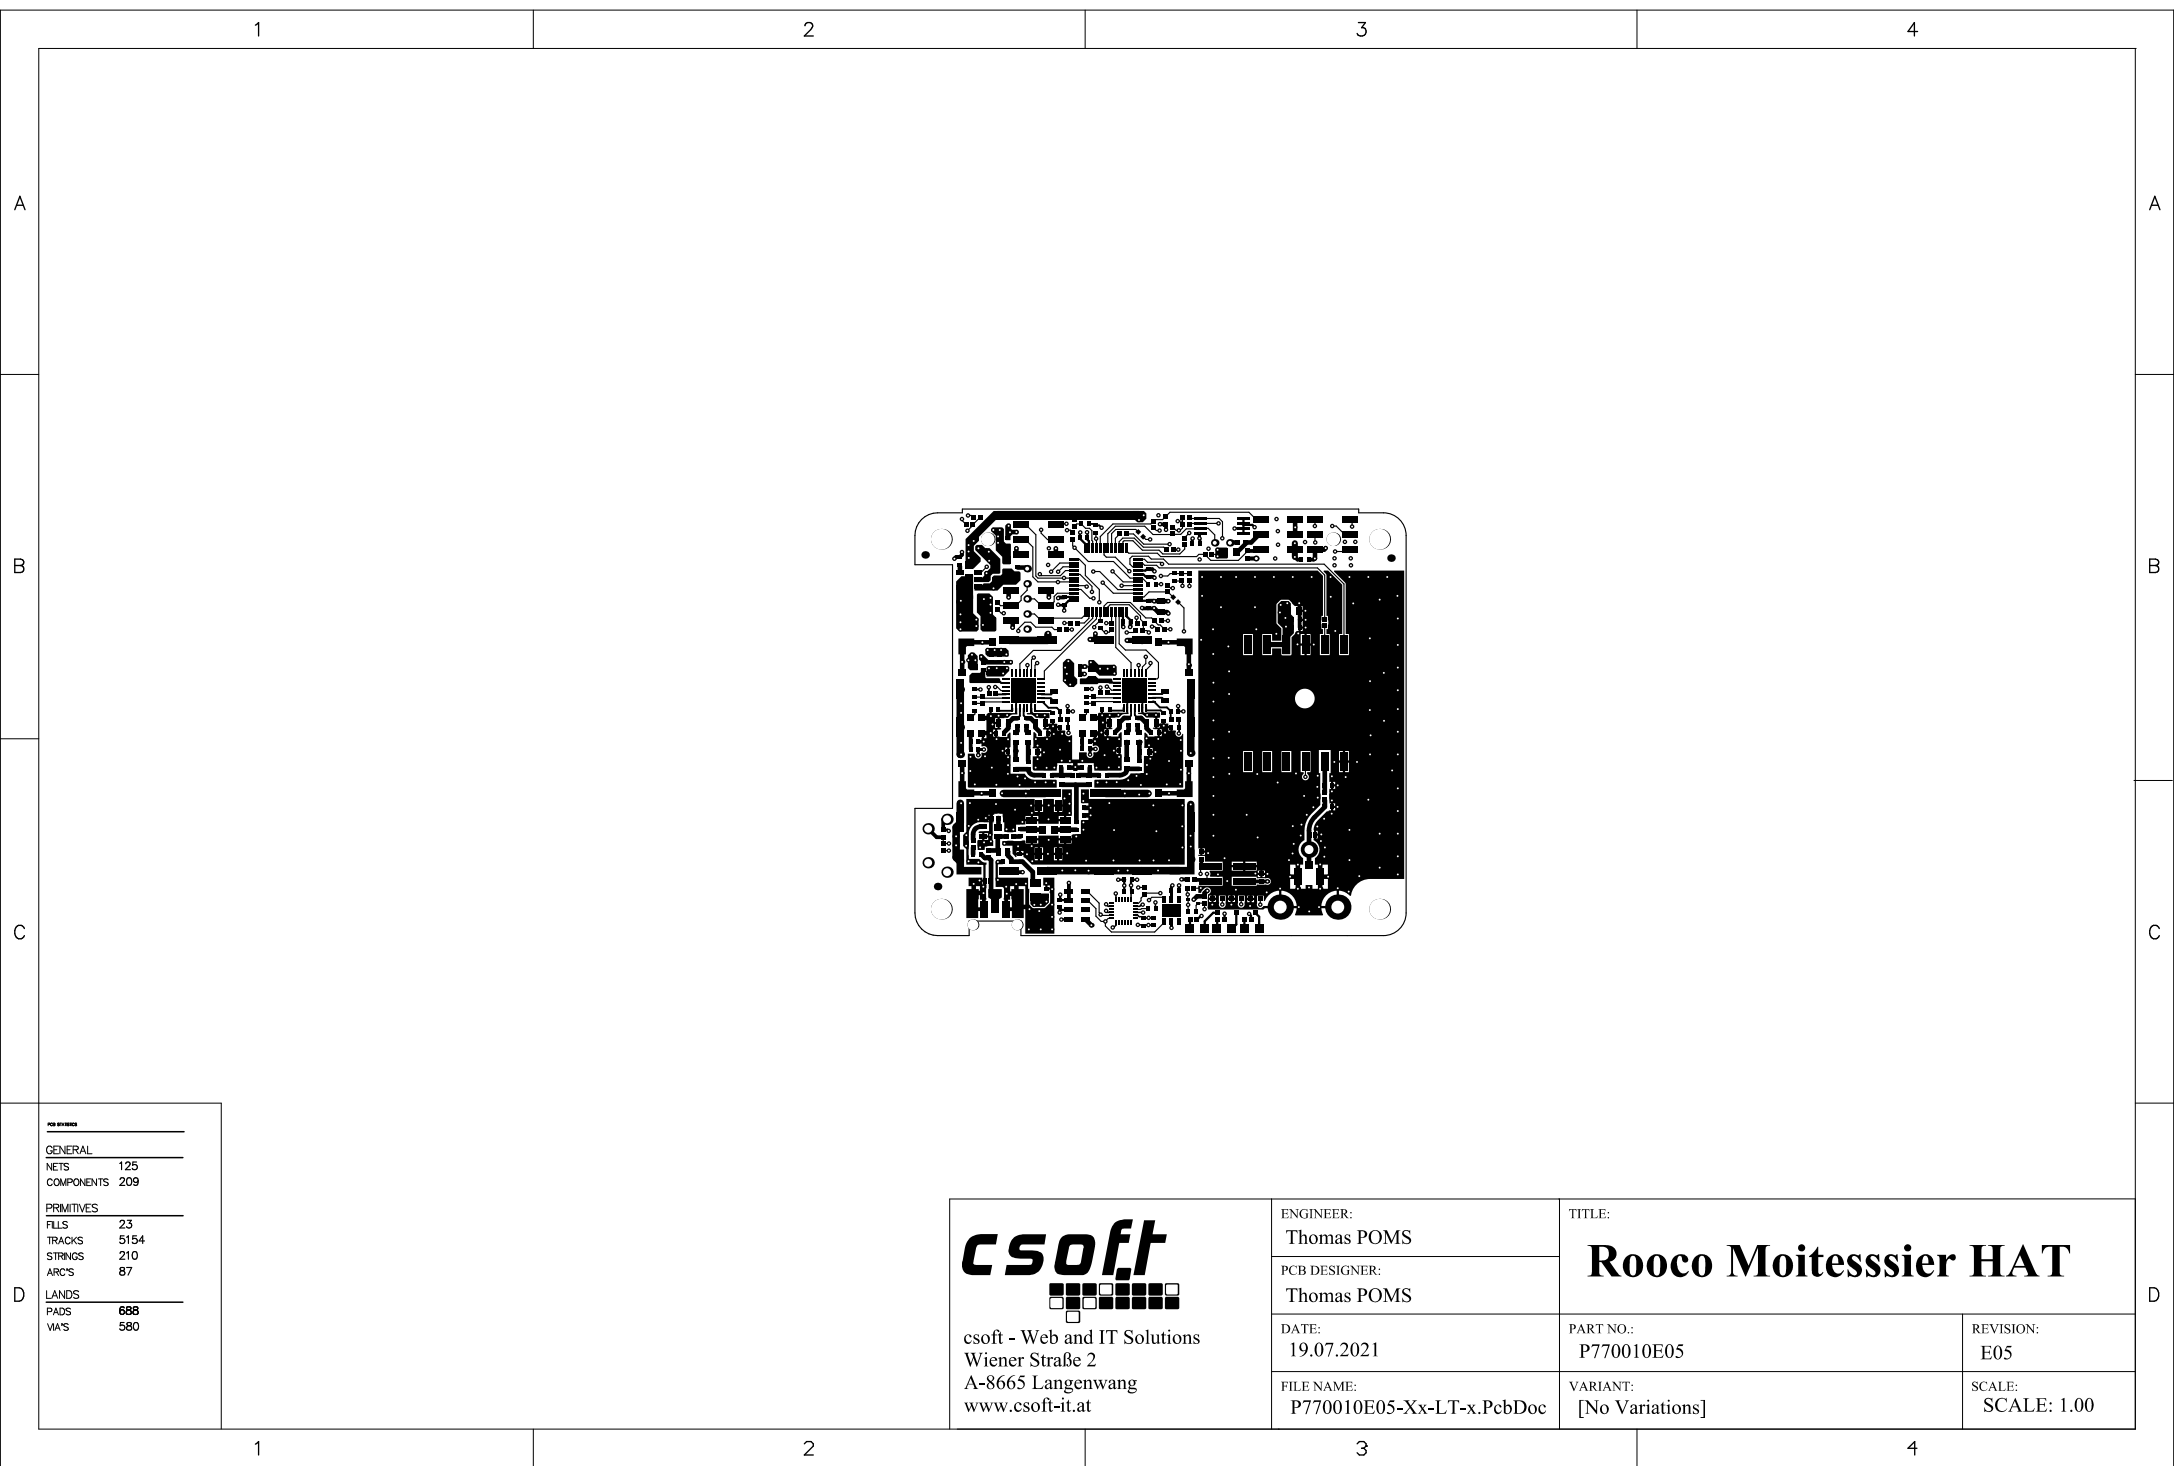 1 2 3 4
A A
B B
C C
D D
PCB STATISTICS
GENERAL
NETS 125
COMPONENTS 209
PRIMITIVES
FILLS 23
TRACKS 5154
STRINGS 210
ARC'S 87
LANDS
PADS 688
VIA'S 580
csoft
csoft - Web and IT Solutions
Wiener Straße 2
A-8665 Langenwang
www.csoft-it.at
ENGINEER:
Thomas POMS
PCB DESIGNER:
Thomas POMS
DATE:
19.07.2021
FILE NAME:
P770010E05-Xx-LT-x.PcbDoc
TITLE:
Rooco Moitesssier HAT
PART NO.:
P770010E05
REVISION:
E05
VARIANT:
[No Variations]
SCALE:
SCALE: 1.00
1 2 3 4